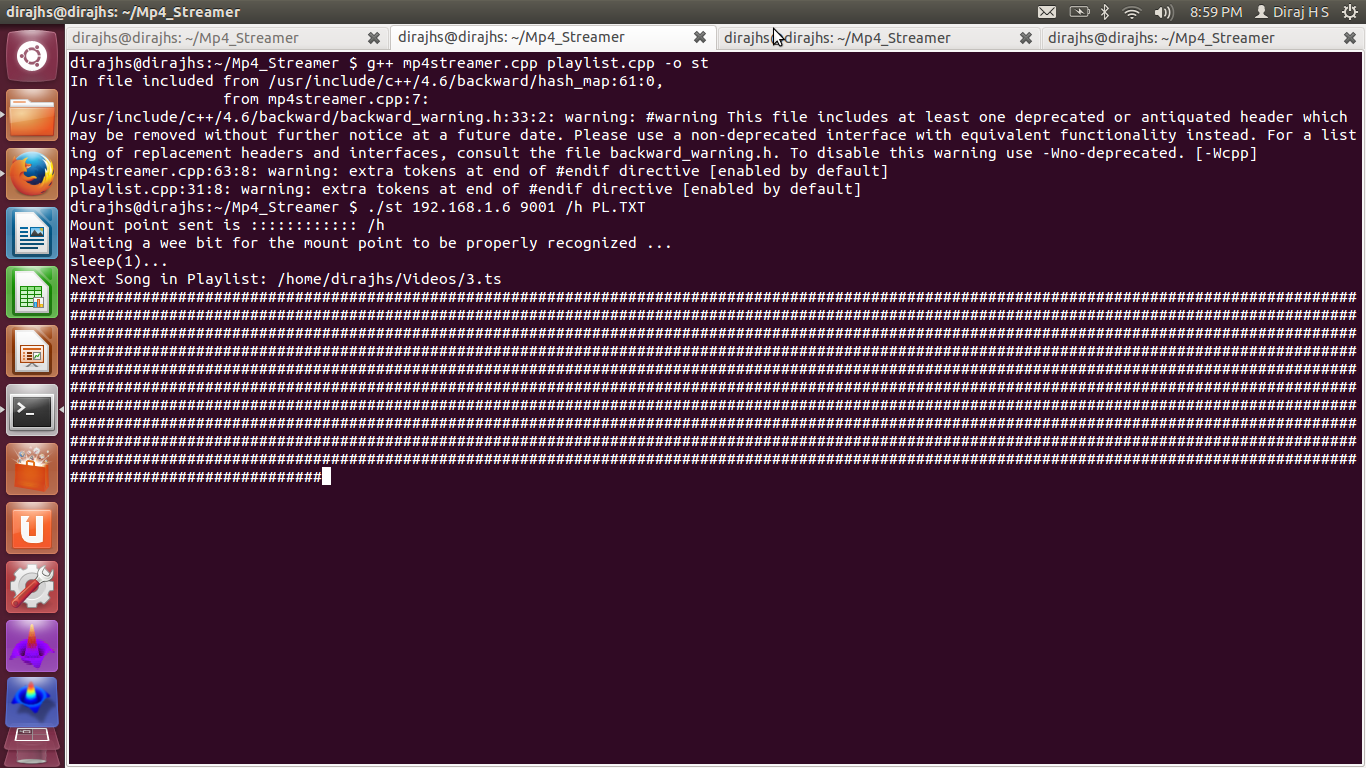 dirajhs@dirajhs: ~/Mp4_Streamer
8:59 PM Diraj H S
dirajhs@dirajhs: ~/Mp4_Streamer
dirajhs@dirajhs: ~/Mp4_Streamer
dirajhs@dirajhs: ~/Mp4_Streamer
dirajhs@dirajhs: ~/Mp4_Streamer
dirajhs@dirajhs:~/Mp4_Streamer $ g++ mp4streamer.cpp playlist.cpp -o st
In file included from /usr/include/c++/4.6/backward/hash_map:61:0,
                 from mp4streamer.cpp:7:
/usr/include/c++/4.6/backward/backward_warning.h:33:2: warning: #warning This file includes at least one deprecated or antiquated header which
may be removed without further notice at a future date. Please use a non-deprecated interface with equivalent functionality instead. For a list
ing of replacement headers and interfaces, consult the file backward_warning.h. To disable this warning use -Wno-deprecated. [-Wcpp]
mp4streamer.cpp:63:8: warning: extra tokens at end of #endif directive [enabled by default]
playlist.cpp:31:8: warning: extra tokens at end of #endif directive [enabled by default]
dirajhs@dirajhs:~/Mp4_Streamer $ ./st 192.168.1.6 9001 /h PL.TXT
Mount point sent is :::::::::::: /h
Waiting a wee bit for the mount point to be properly recognized ...
sleep(1)...
Next Song in Playlist: /home/dirajhs/Videos/3.ts
###############################################################################################################################################
###############################################################################################################################################
###############################################################################################################################################
###############################################################################################################################################
###############################################################################################################################################
###############################################################################################################################################
###############################################################################################################################################
###############################################################################################################################################
###############################################################################################################################################
###############################################################################################################################################
############################